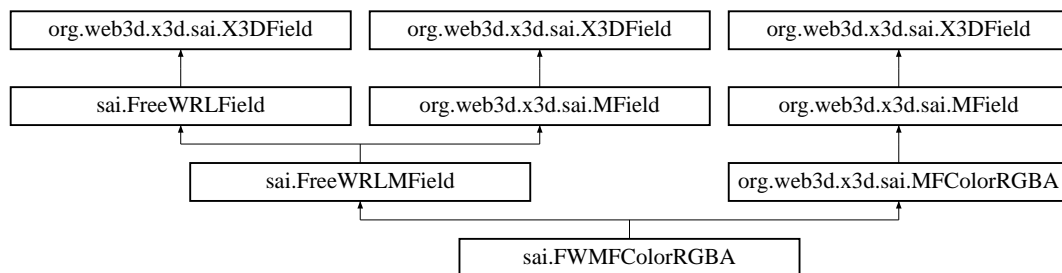 org.web3d.x3d.sai.X3DField org.web3d.x3d.sai.X3DField org.web3d.x3d.sai.X3DField
sai.FreeWRLField org.web3d.x3d.sai.MField org.web3d.x3d.sai.MField
sai.FreeWRLMField org.web3d.x3d.sai.MFColorRGBA
sai.FWMFColorRGBA